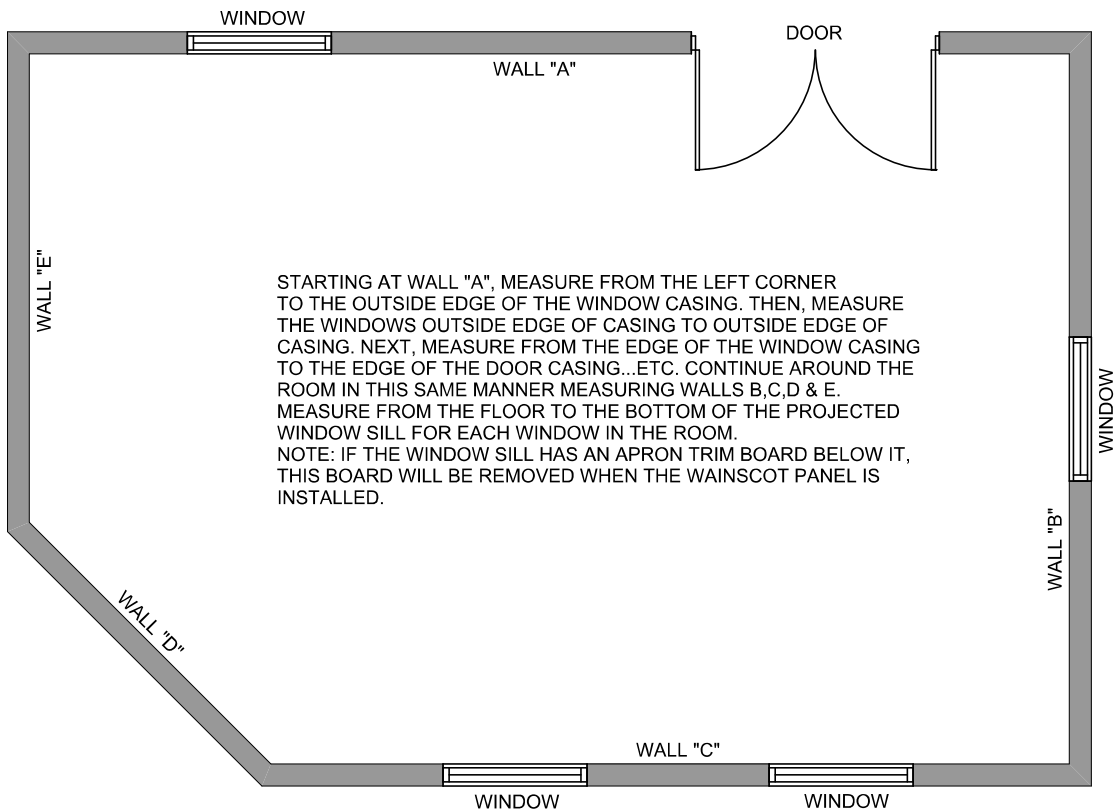 WINDOW
DOOR
WALL "A"
WALL "E"
STARTING AT WALL "A", MEASURE FROM THE LEFT CORNER
TO THE OUTSIDE EDGE OF THE WINDOW CASING. THEN, MEASURE
THE WINDOWS OUTSIDE EDGE OF CASING TO OUTSIDE EDGE OF
CASING. NEXT, MEASURE FROM THE EDGE OF THE WINDOW CASING
TO THE EDGE OF THE DOOR CASING...ETC. CONTINUE AROUND THE
ROOM IN THIS SAME MANNER MEASURING WALLS B,C,D & E.
MEASURE FROM THE FLOOR TO THE BOTTOM OF THE PROJECTED
WINDOW SILL FOR EACH WINDOW IN THE ROOM.
NOTE: IF THE WINDOW SILL HAS AN APRON TRIM BOARD BELOW IT,
THIS BOARD WILL BE REMOVED WHEN THE WAINSCOT PANEL IS
INSTALLED.
WINDOW
WALL "B"
WALL "D"
WALL "C"
WINDOW
WINDOW